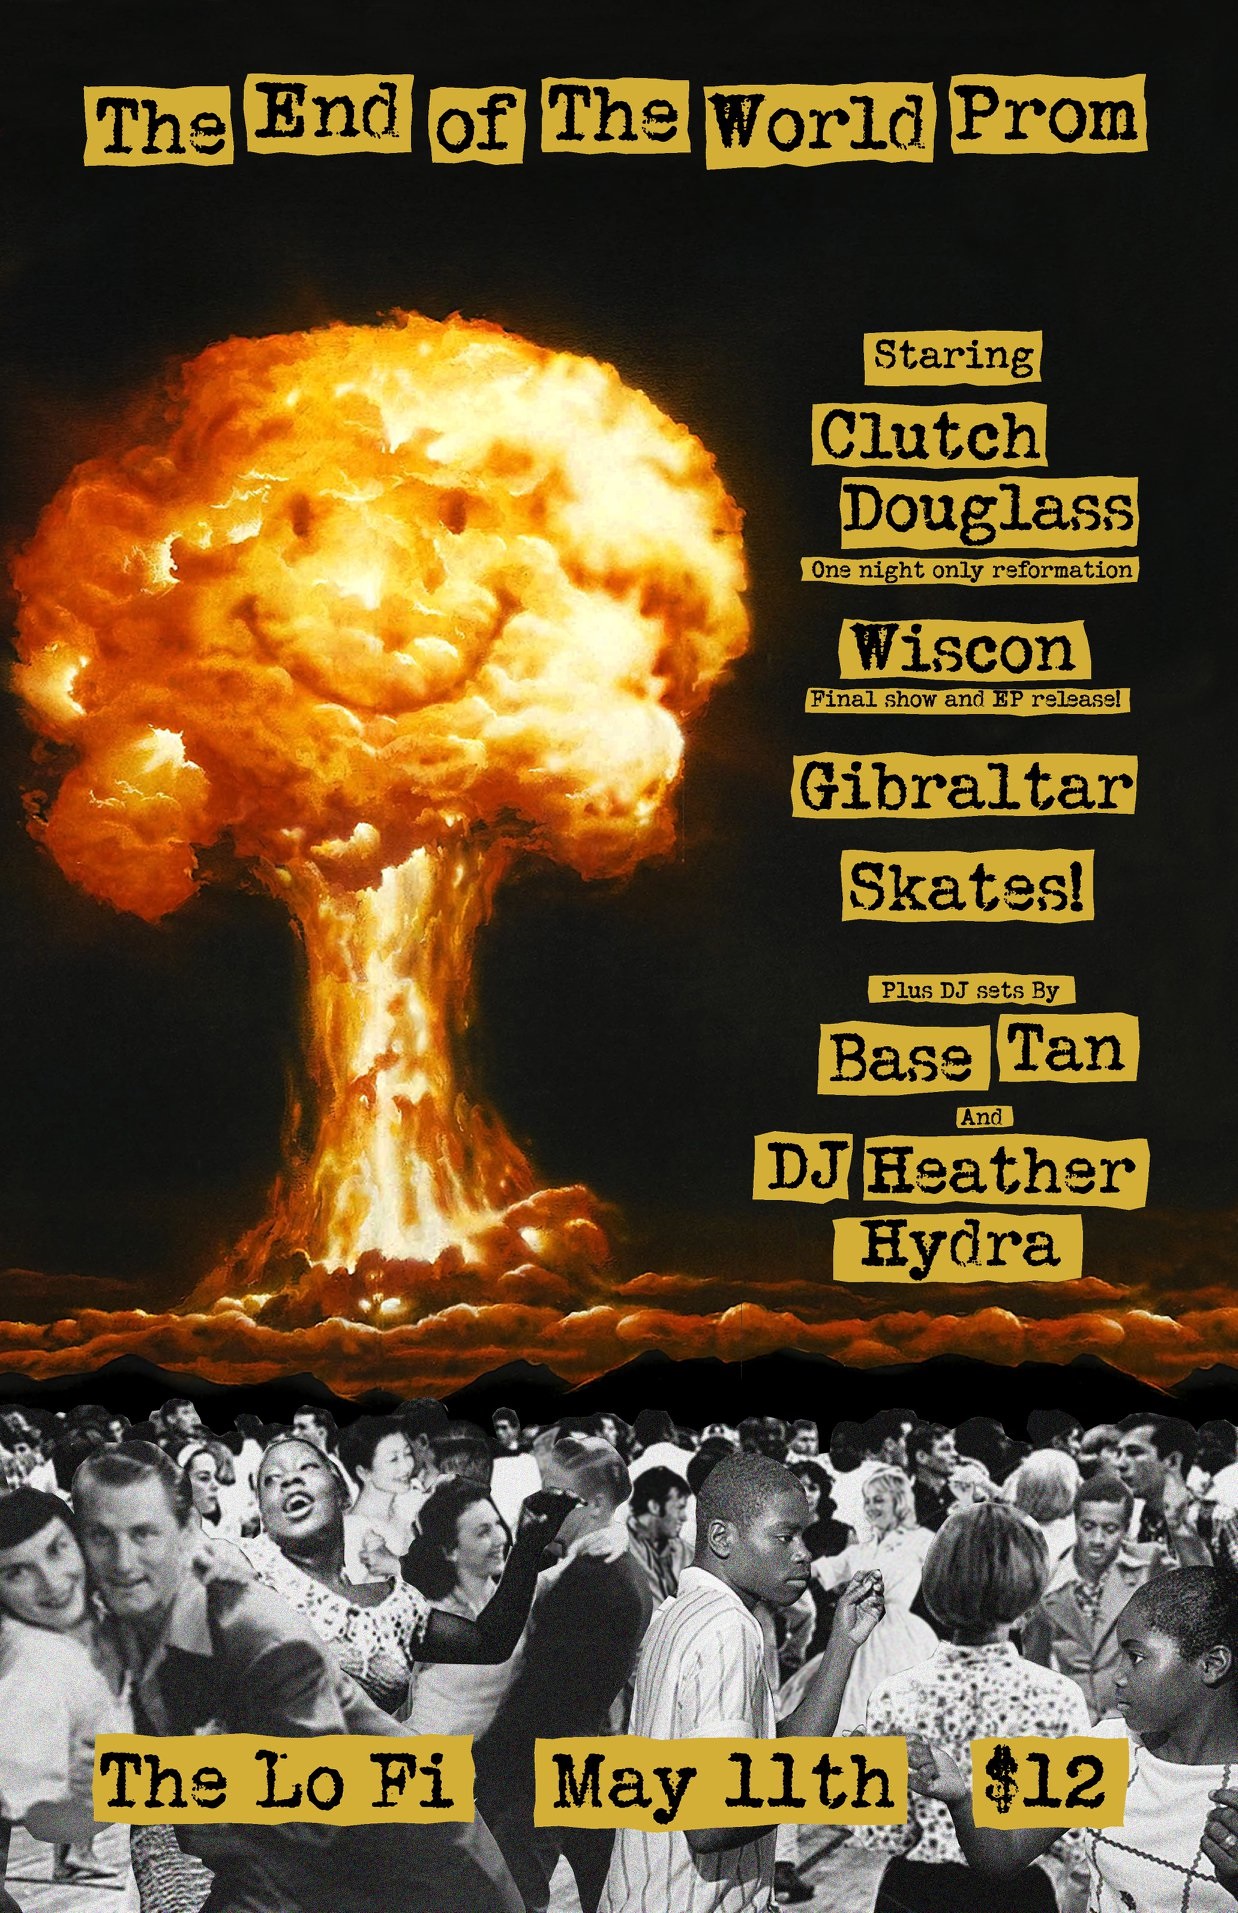 The End of The World Prom
Staring
Clutch
Douglass
One night only reformation
Wiscon
Final show and EP release!
Gibraltar
Skates!
Plus DJ sets By
Base Tan
And
DJ Heather
Hydra
The Lo Fi May 11th $12